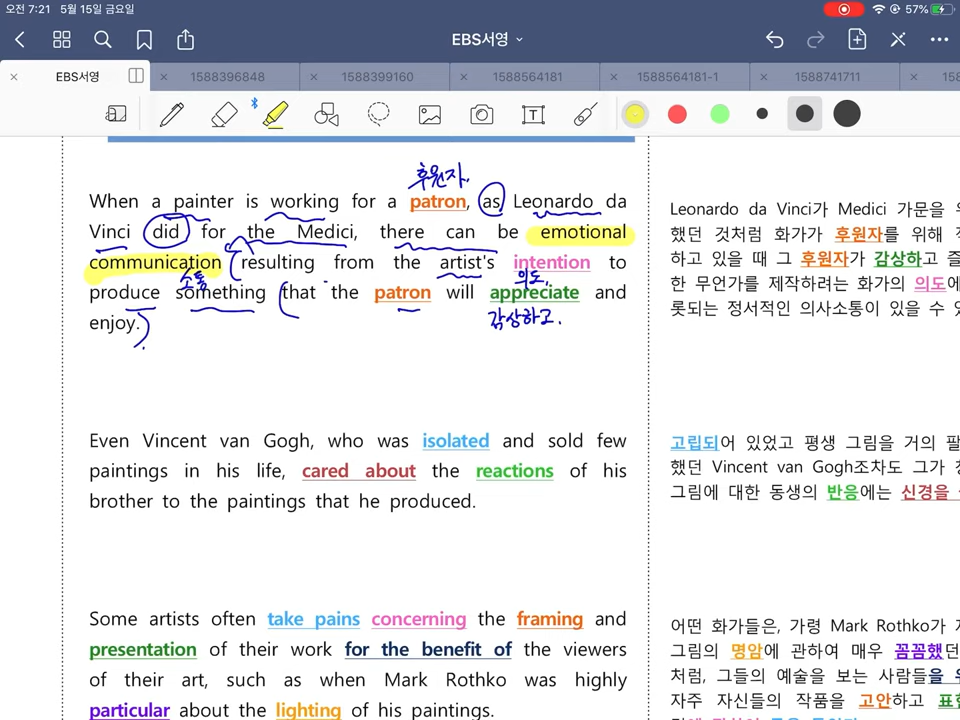 오전 7:21 5월 15일 금요일
57%
EBS서영
EBS서영
1588396848
1588399160
1588564181
1588564181-1
1588741711
후원자.
When a painter is working for a patron, as Leonardo da
Vinci did for the Medici, there can be emotional
communication resulting from the artist's intention to
소통
의도.
produce something that the patron will appreciate and
enjoy.
감상하고.
Even Vincent van Gogh, who was isolated and sold few
paintings in his life, cared about the reactions of his
brother to the paintings that he produced.
Some artists often take pains concerning the framing and
presentation of their work for the benefit of the viewers
of their art, such as when Mark Rothko was highly
particular about the lighting of his paintings.
Leonardo da Vinci가 Medici 가문을
했던 것처럼 화가가 후원자를 위해
하고 있을 때 그 후원자가 감상하고
한 무언가를 제작하려는 화가의 의도에
롯되는 정서적인 의사소통이 있을 수
고립되어 있었고 평생 그림을 거의
했던 Vincent van Gogh조차도 그가
그림에 대한 동생의 반응에는 신경을
어떤 화가들은, 가령 Mark Rothko가
그림의 명암에 관하여 매우 꼼꼼했던
처럼, 그들의 예술을 보는 사람들을
자주 자신들의 작품을 고안하고